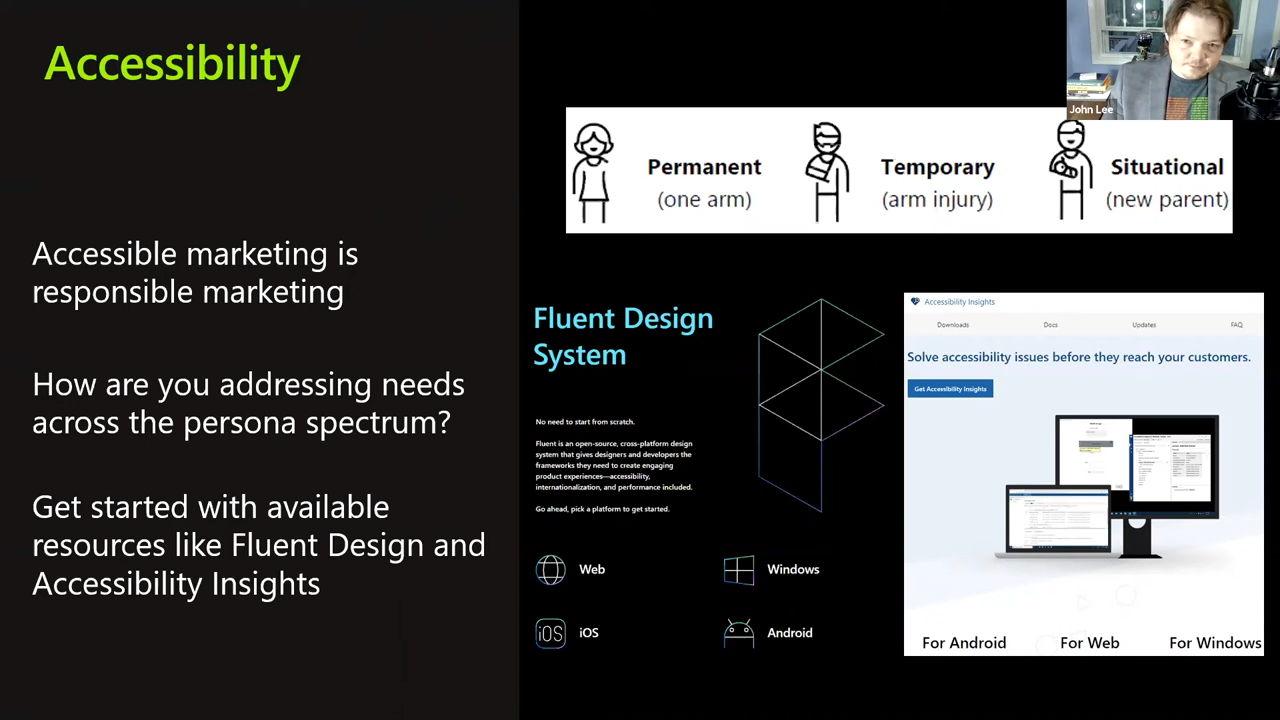 Accessibility
Accessible marketing is
responsible marketing
How are you addressing needs
across the persona spectrum?
Get started with available
resources like Fluent Design and
Accessibility Insights
John Lee
Permanent
(one arm)
Temporary
(arm injury)
Situational
(new parent)
Fluent Design
System
No need to start from scratch.
Fluent is an open-source, cross-platform design
system that gives designers and developers the
frameworks they need to create engaging
product experiences—accessibility,
internationalization, and performance included.
Go ahead, pick a platform to get started.
Web
Windows
iOS
iOS
Android
Accessibility Insights
Downloads
Docs
Updates
FAQ
Solve accessibility issues before they reach your customers.
Get Accessibility Insights
For Android
For Web
For Windows